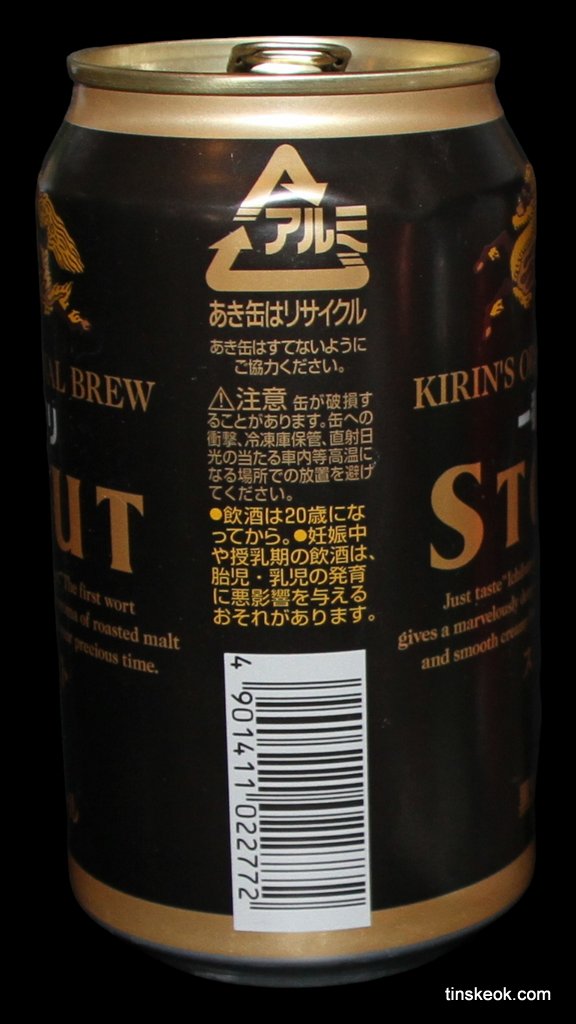 アルミ
あき缶はリサイクル
あき缶はすてないように
ご協力ください。
⚠注意 缶が破損す
ることがあります。缶への
衝撃、冷凍庫保管、直射日
光の当たる車内等高温に
なる場所での放置を避け
てください。
●飲酒は20歳にな
ってから。●妊娠中
や授乳期の飲酒は、
胎児・乳児の発育
に悪影響を与える
おそれがあります。
4 901411 022772
AL BREW
り
UT
The first wort
of roasted malt
precious time.
KIRIN'S
ST
Just taste
gives a marvelously
and smooth
tinskeok.com